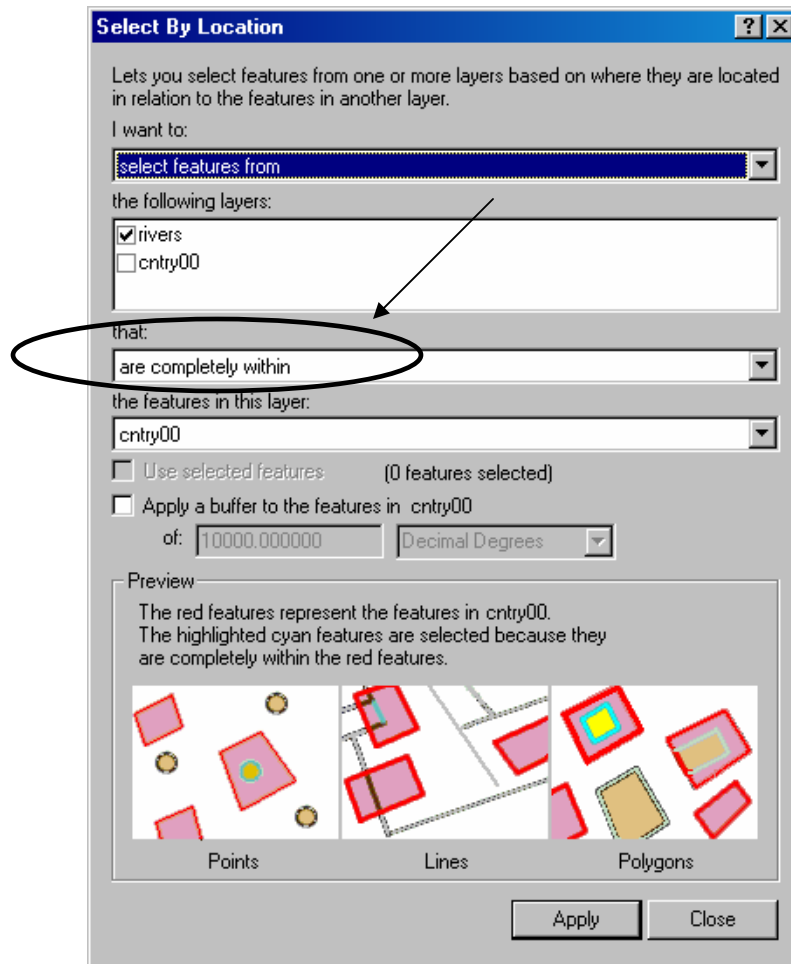 Select By Location
Lets you select features from one or more layers based on where they are located
in relation to the features in another layer.
I want to:
select features from
the following layers:
rivers
cntry00
that:
are completely within
the features in this layer:
cntry00
Use selected features (0 features selected)
Apply a buffer to the features in cntry00
of: 10000.000000 Decimal Degrees
Preview
The red features represent the features in cntry00.
The highlighted cyan features are selected because they
are completely within the red features.
Points Lines Polygons
Apply Close